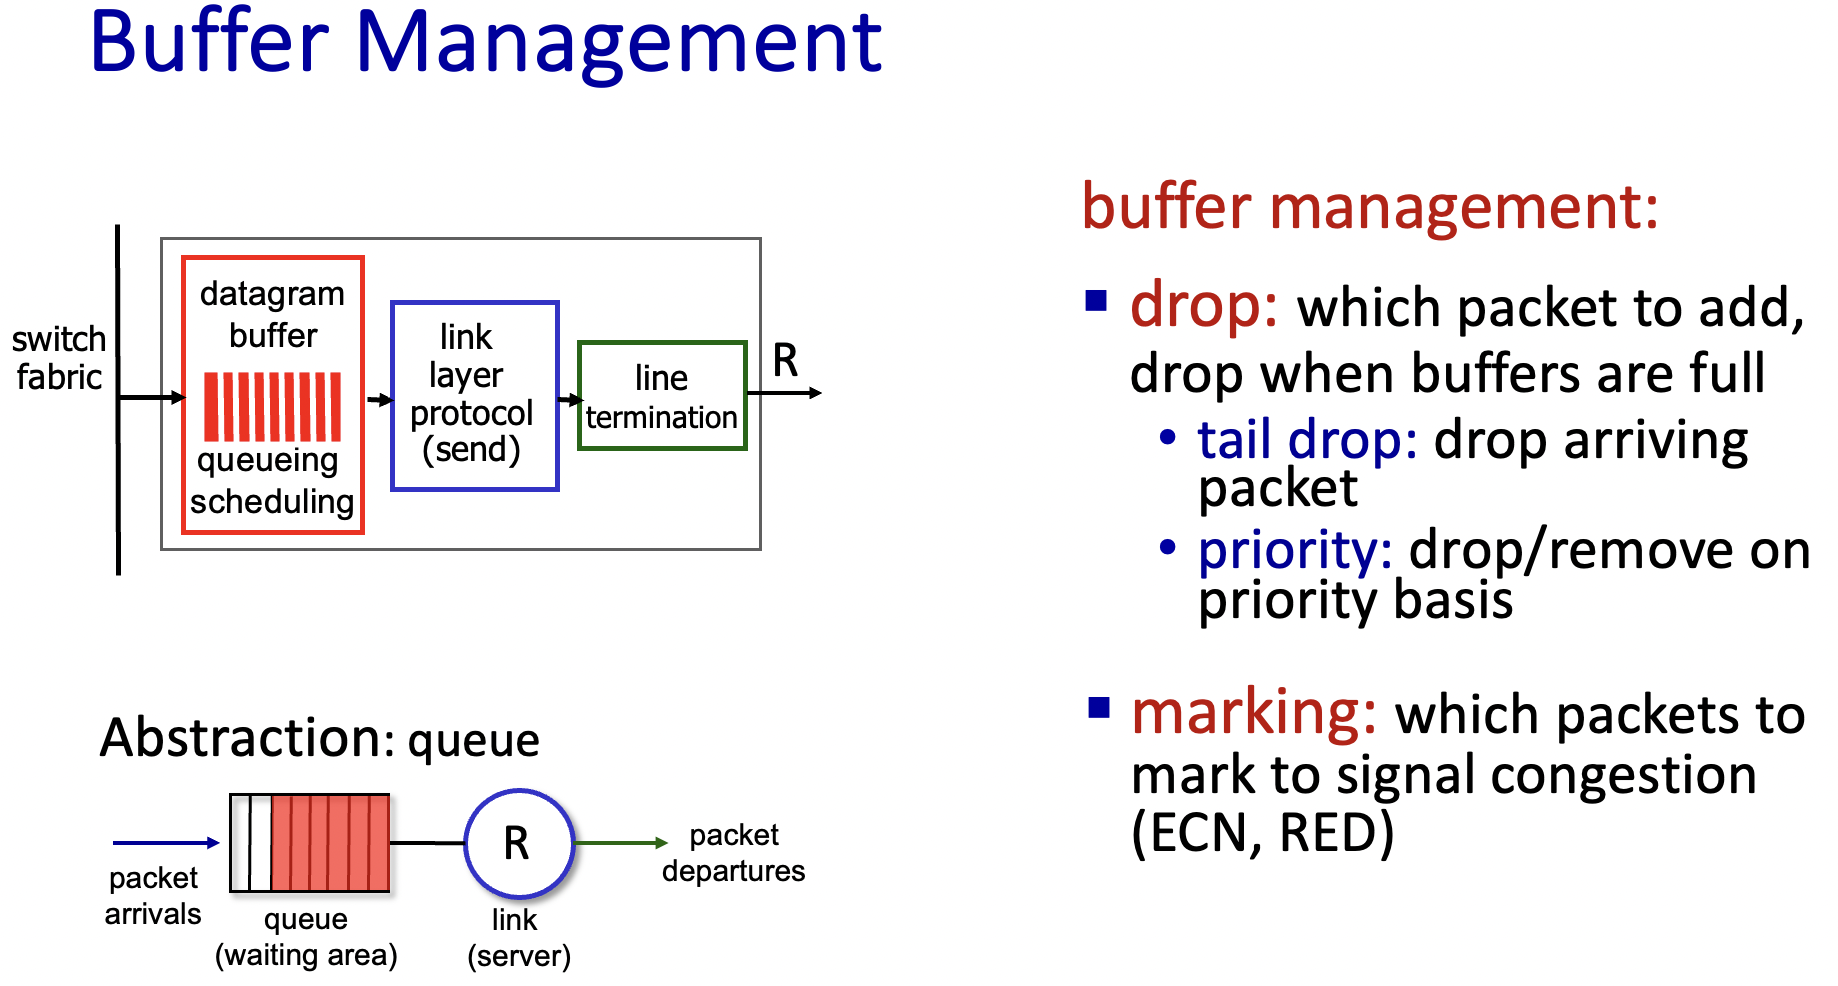 Buffer Management
switch
fabric
datagram
buffer
queueing
scheduling
link
layer
protocol
(send)
line
termination
R
Abstraction: queue
packet
arrivals
queue
(waiting area)
R
link
(server)
packet
departures
buffer management:
▪ drop: which packet to add,
drop when buffers are full
• tail drop: drop arriving
packet
• priority: drop/remove on
priority basis
▪ marking: which packets to
mark to signal congestion
(ECN, RED)